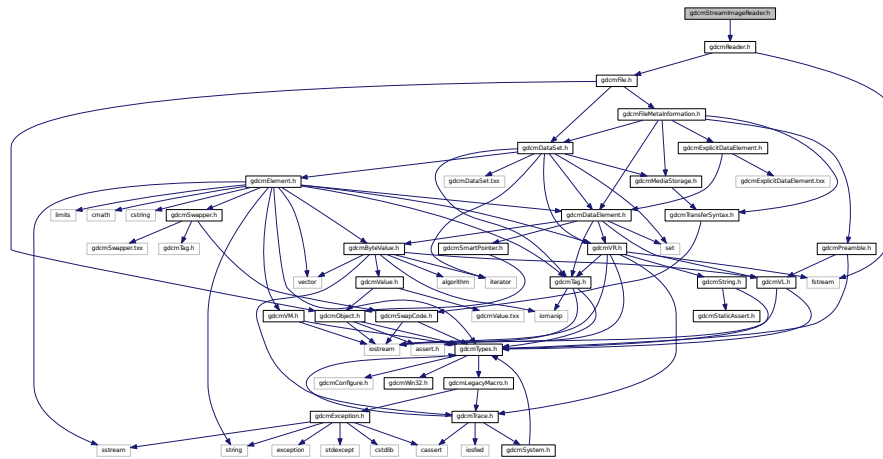 gdcmStreamImageReader.h
gdcmReader.h
gdcmFile.h
gdcmFileMetaInformation.h
gdcmDataSet.h
gdcmExplicitDataElement.h
gdcmElement.h
gdcmDataSet.txx
gdcmMediaStorage.h
gdcmExplicitDataElement.txx
limits
cmath
cstring
gdcmSwapper.h
gdcmDataElement.h
gdcmTransferSyntax.h
gdcmSwapper.txx
gdcmTag.h
gdcmByteValue.h
gdcmSmartPointer.h
gdcmVR.h
set
gdcmPreamble.h
vector
gdcmValue.h
algorithm
iterator
gdcmTag.h
gdcmString.h
gdcmVL.h
fstream
gdcmVM.h
gdcmObject.h
gdcmSwapCode.h
gdcmValue.txx
iomanip
gdcmStaticAssert.h
iostream
assert.h
gdcmTypes.h
gdcmConfigure.h
gdcmWin32.h
gdcmLegacyMacro.h
gdcmException.h
gdcmTrace.h
sstream
string
exception
stdexcept
cstdlib
cassert
iosfwd
gdcmSystem.h